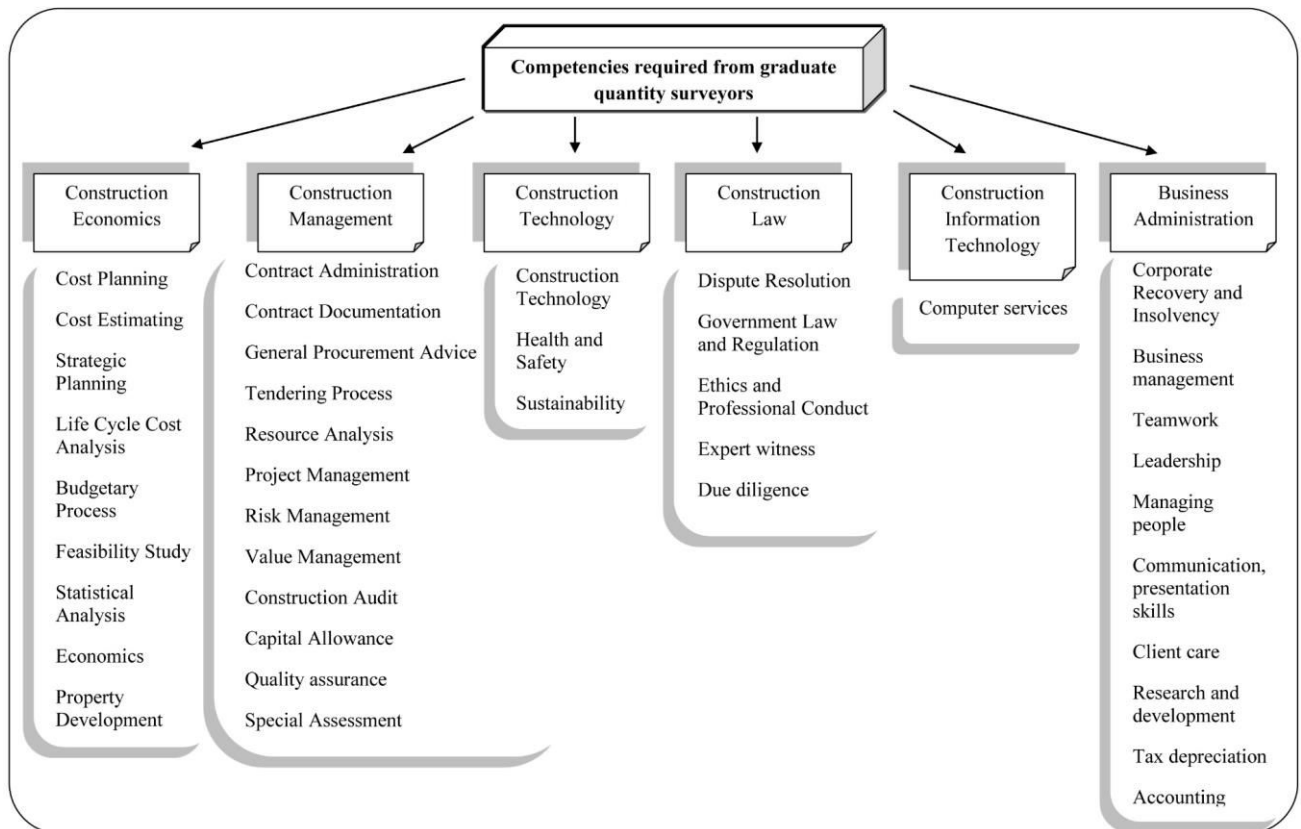 Competencies required from graduate
quantity surveyors
Construction
Economics
Cost Planning
Cost Estimating
Strategic
Planning
Life Cycle Cost
Analysis
Budgetary
Process
Feasibility Study
Statistical
Analysis
Economics
Property
Development
Construction
Management
Contract Administration
Contract Documentation
General Procurement Advice
Tendering Process
Resource Analysis
Project Management
Risk Management
Value Management
Construction Audit
Capital Allowance
Quality assurance
Special Assessment
Construction
Technology
Construction
Technology
Health and
Safety
Sustainability
Construction
Law
Dispute Resolution
Government Law
and Regulation
Ethics and
Professional Conduct
Expert witness
Due diligence
Construction
Information
Technology
Computer services
Business
Administration
Corporate
Recovery and
Insolvency
Business
management
Teamwork
Leadership
Managing
people
Communication,
presentation
skills
Client care
Research and
development
Tax depreciation
Accounting